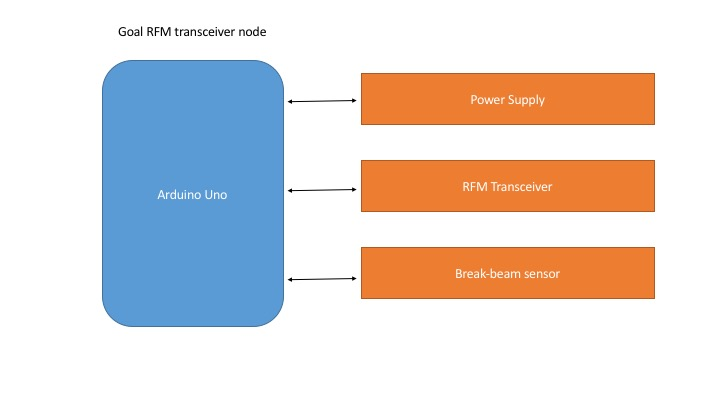 Goal RFM transceiver node
Power Supply
Arduino Uno
RFM Transceiver
Break-beam sensor